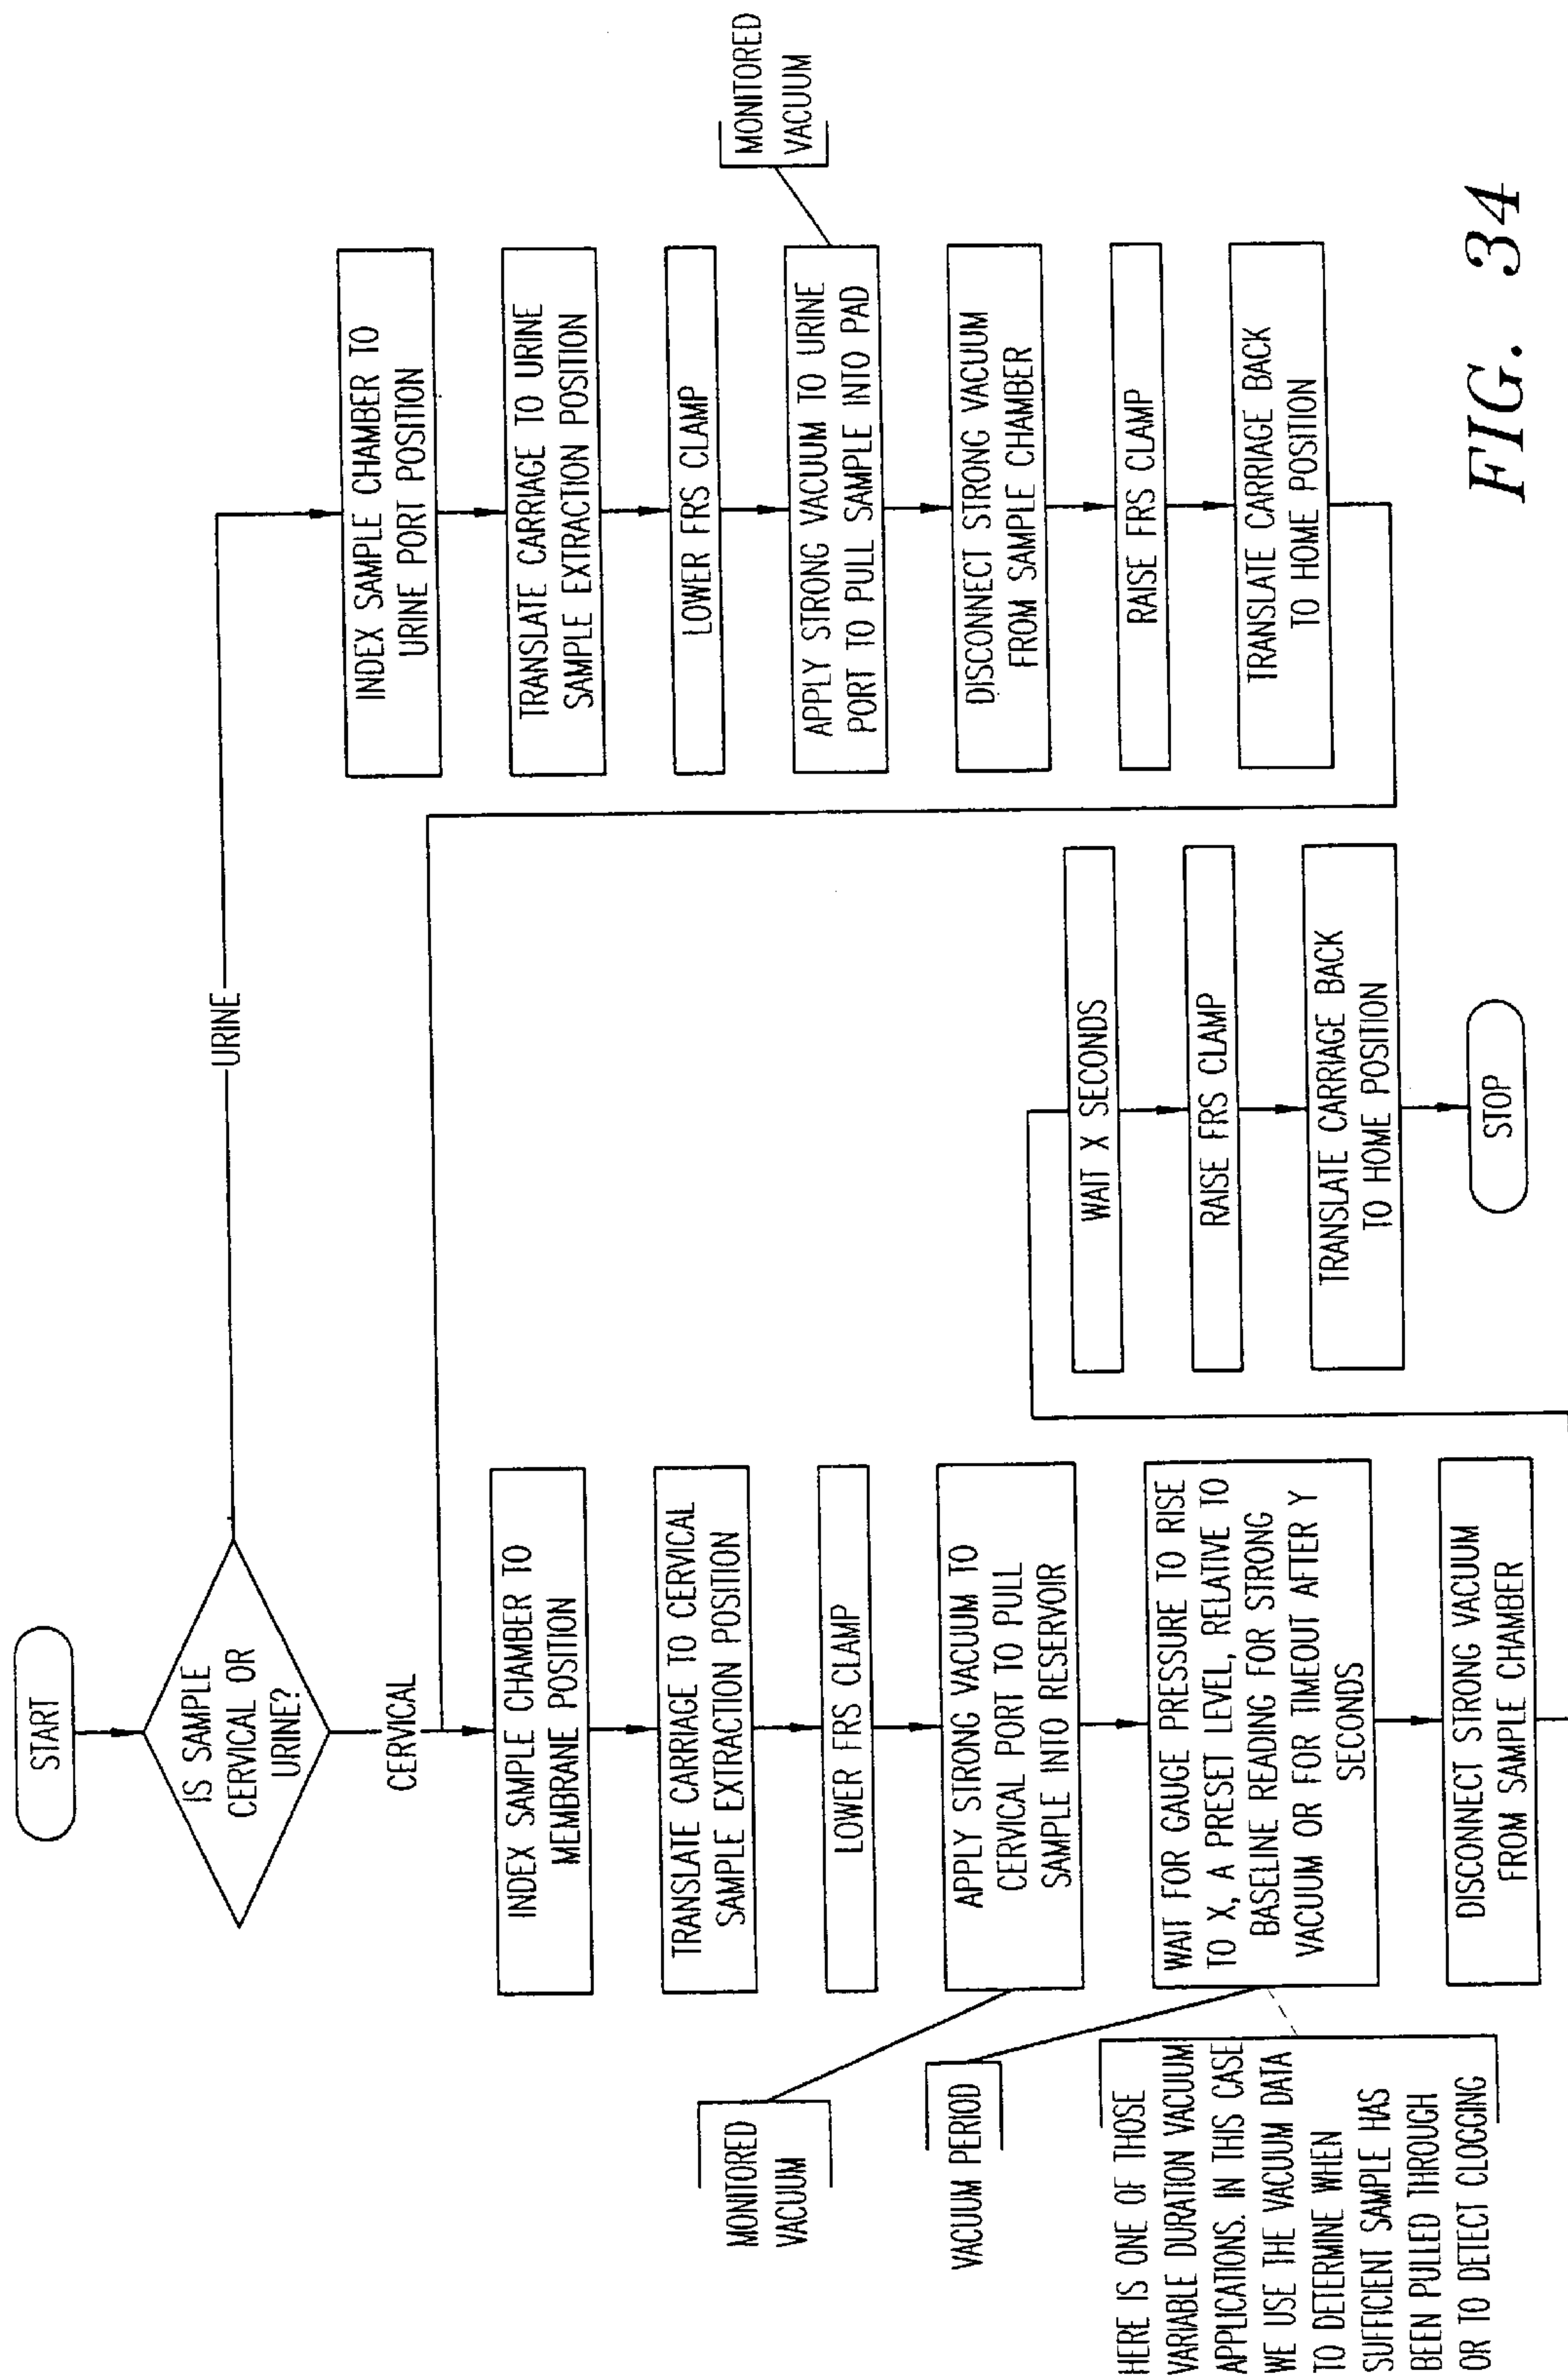 START
IS SAMPLE
CERVICAL OR
URINE?
CERVICAL
INDEX SAMPLE CHAMBER TO
MEMBRANE POSITION
TRANSLATE CARRIAGE TO CERVICAL
SAMPLE EXTRACTION POSITION
LOWER FRS CLAMP
APPLY STRONG VACUUM TO
CERVICAL PORT TO PULL
SAMPLE INTO RESERVOIR
MONITORED
VACUUM
WAIT FOR GAUGE PRESSURE TO RISE
TO X, A PRESET LEVEL, RELATIVE TO
BASELINE READING FOR STRONG
VACUUM OR FOR TIMEOUT AFTER Y
SECONDS
VACUUM PERIOD
HERE IS ONE OF THOSE
VARIABLE DURATION VACUUM
APPLICATIONS. IN THIS CASE
WE USE THE VACUUM DATA
TO DETERMINE WHEN
SUFFICIENT SAMPLE HAS
BEEN PULLED THROUGH
OR TO DETECT CLOGGING
DISCONNECT STRONG VACUUM
FROM SAMPLE CHAMBER
WAIT X SECONDS
RAISE FRS CLAMP
TRANSLATE CARRIAGE BACK
TO HOME POSITION
STOP
URINE
INDEX SAMPLE CHAMBER TO
URINE PORT POSITION
TRANSLATE CARRIAGE TO URINE
SAMPLE EXTRACTION POSITION
LOWER FRS CLAMP
APPLY STRONG VACUUM TO URINE
PORT TO PULL SAMPLE INTO PAD
MONITORED
VACUUM
DISCONNECT STRONG VACUUM
FROM SAMPLE CHAMBER
RAISE FRS CLAMP
TRANSLATE CARRIAGE BACK
TO HOME POSITION
FIG. 34